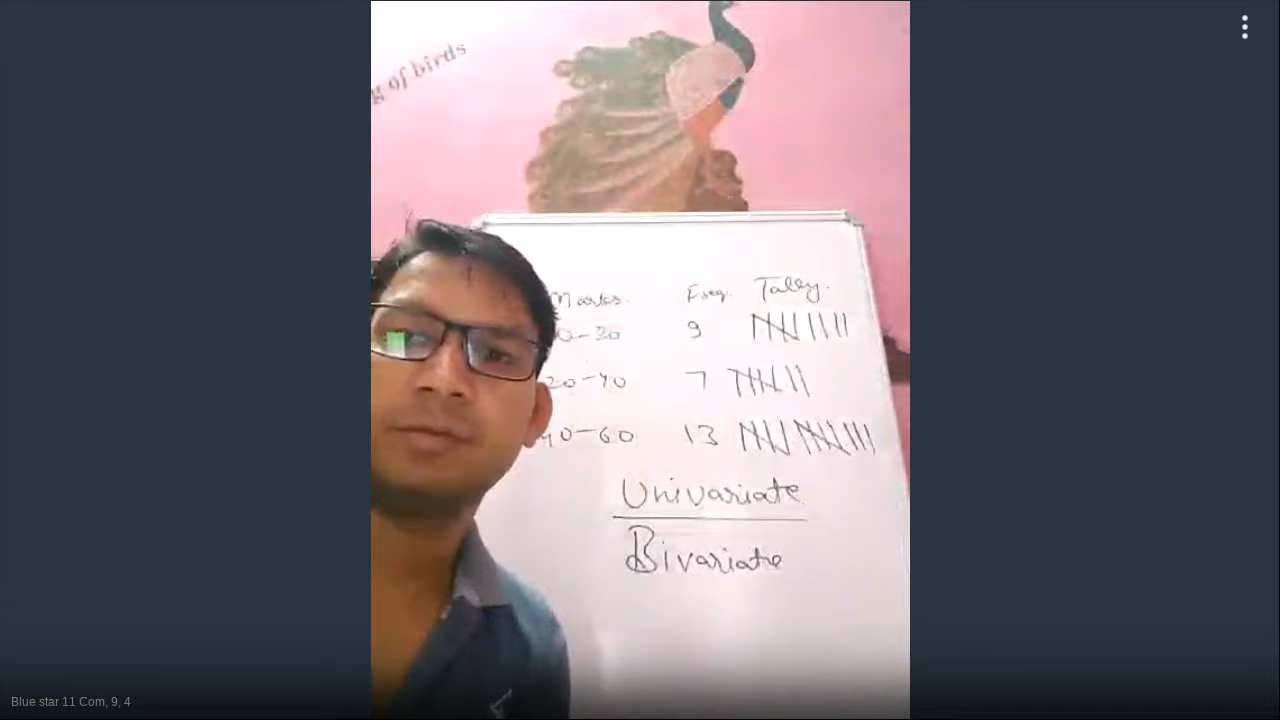 g of birds
Marks. Freq. Tally.
0-20 9
20-40 7
40-60 13
Univariate
Bivariate
Blue star 11 Com, 9, 4